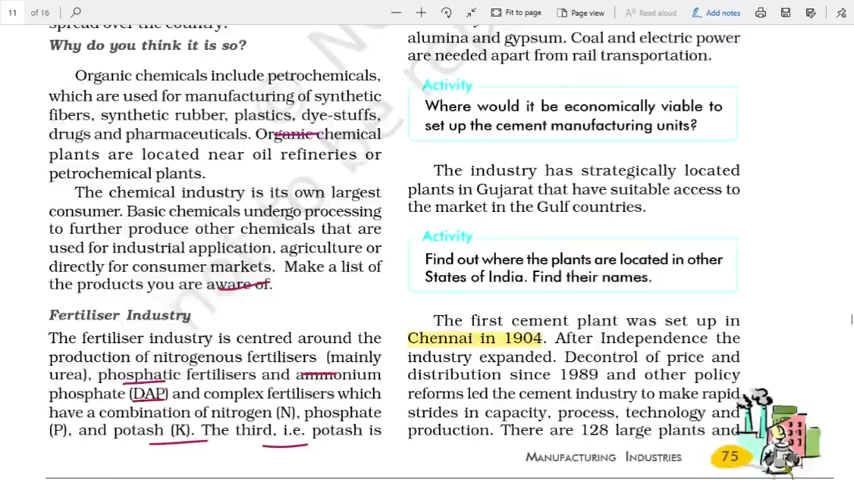 11 of 16
Fit to page
Page view
Read aloud
Add notes
Why do you think it is so?
Organic chemicals include petrochemicals,
which are used for manufacturing of synthetic
fibers, synthetic rubber, plastics, dye-stuffs,
drugs and pharmaceuticals. Organic chemical
plants are located near oil refineries or
petrochemical plants.
The chemical industry is its own largest
consumer. Basic chemicals undergo processing
to further produce other chemicals that are
used for industrial application, agriculture or
directly for consumer markets. Make a list of
the products you are aware of.
Fertiliser Industry
The fertiliser industry is centred around the
production of nitrogenous fertilisers (mainly
urea), phosphatic fertilisers and ammonium
phosphate (DAP) and complex fertilisers which
have a combination of nitrogen (N), phosphate
(P), and potash (K). The third, i.e. potash is
alumina and gypsum. Coal and electric power
are needed apart from rail transportation.
Activity
Where would it be economically viable to
set up the cement manufacturing units?
The industry has strategically located
plants in Gujarat that have suitable access to
the market in the Gulf countries.
Activity
Find out where the plants are located in other
States of India. Find their names.
The first cement plant was set up in
Chennai in 1904. After Independence the
industry expanded. Decontrol of price and
distribution since 1989 and other policy
reforms led the cement industry to make rapid
strides in capacity, process, technology and
production. There are 128 large plants and
MANUFACTURING INDUSTRIES 75
not to be re